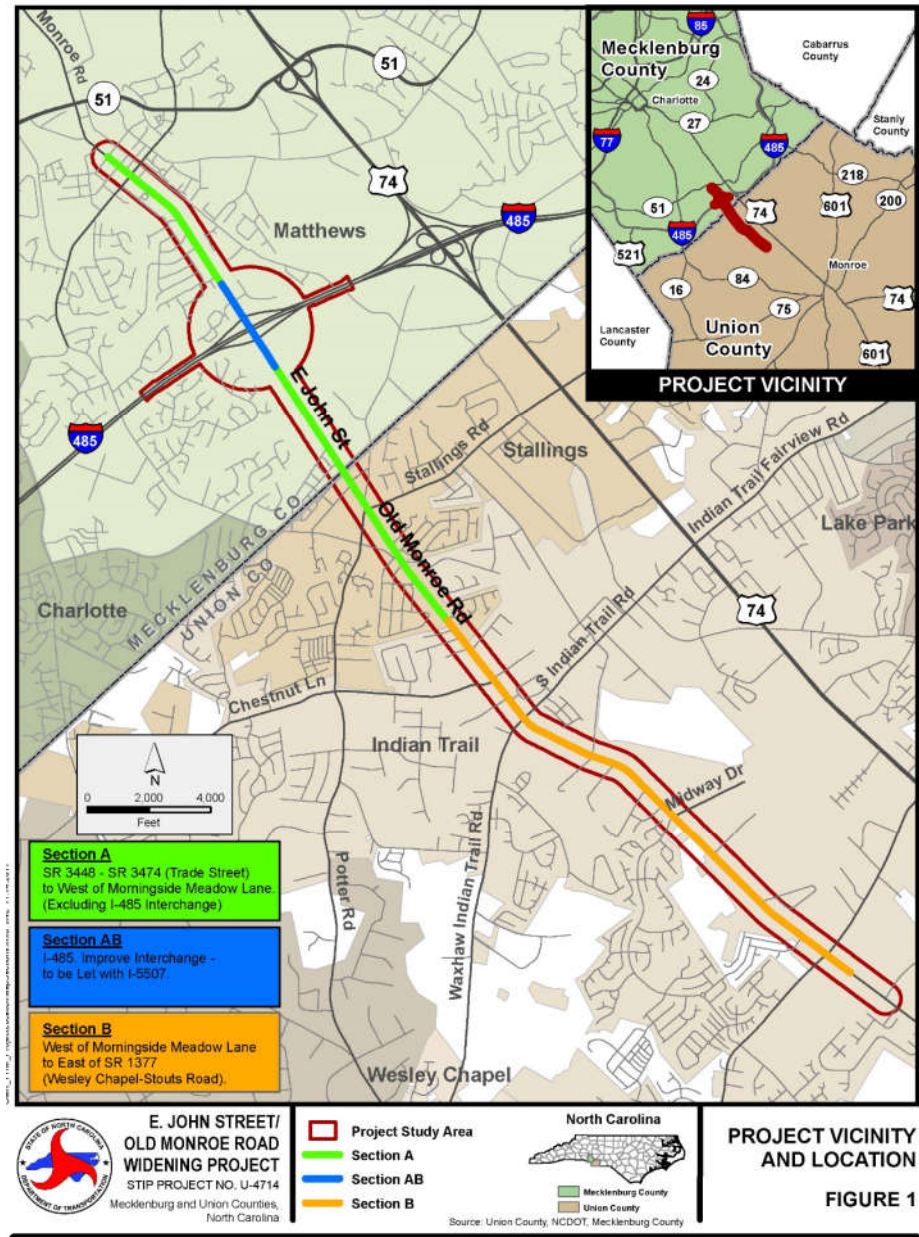 Monroe Rd
51
51
74
485
Matthews
485
E John St
Stallings Rd
Stallings
Old Monroe Rd
Indian Trail Fairview Rd
Lake Park
MECKLENBURG CO
UNION CO
Charlotte
74
S Indian Trail Rd
Chestnut Ln
Indian Trail
Midway Dr
Potter Rd
Waxhaw Indian Trail Rd
Wesley Chapel
N
0 2,000 4,000
Feet
Section A
SR 3448 - SR 3474 (Trade Street)
to West of Morningside Meadow Lane.
(Excluding I-485 Interchange)
Section AB
I-485. Improve Interchange -
to be Let with I-5507.
Section B
West of Morningside Meadow Lane
to East of SR 1377
(Wesley Chapel-Stouts Road).
85
Mecklenburg
County
Cabarrus
County
24
Charlotte
27
Stanly
County
77
485
218
51
74
601
200
485
521
Monroe
16
84
75
74
Lancaster
County
Union
County
601
PROJECT VICINITY
STATE OF NORTH CAROLINA
DEPARTMENT OF TRANSPORTATION
E. JOHN STREET/
OLD MONROE ROAD
WIDENING PROJECT
STIP PROJECT NO. U-4714
Mecklenburg and Union Counties,
North Carolina
Project Study Area
Section A
Section AB
Section B
North Carolina
Mecklenburg County
Union County
Source: Union County, NCDOT, Mecklenburg County
PROJECT VICINITY
AND LOCATION
FIGURE 1